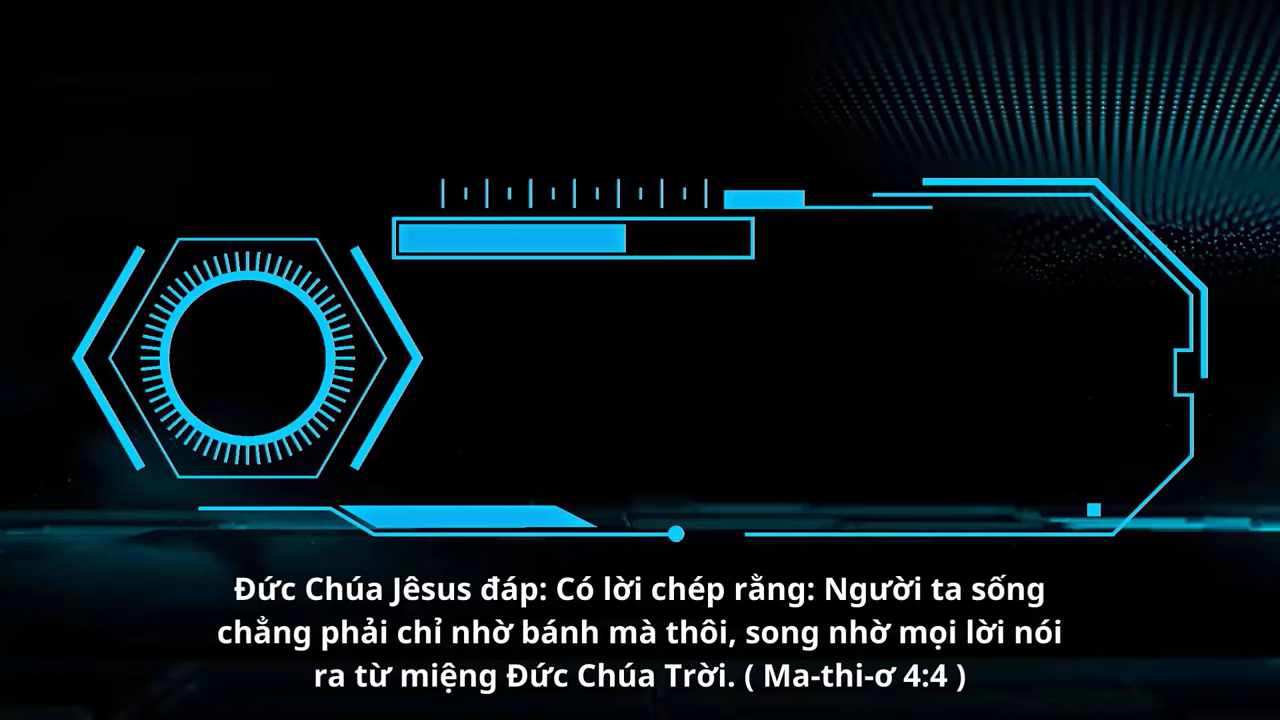 Đức Chúa Jêsus đáp: Có lời chép rằng: Người ta sống
chẳng phải chỉ nhờ bánh mà thôi, song nhờ mọi lời nói
ra từ miệng Đức Chúa Trời. ( Ma-thi-ơ 4:4 )